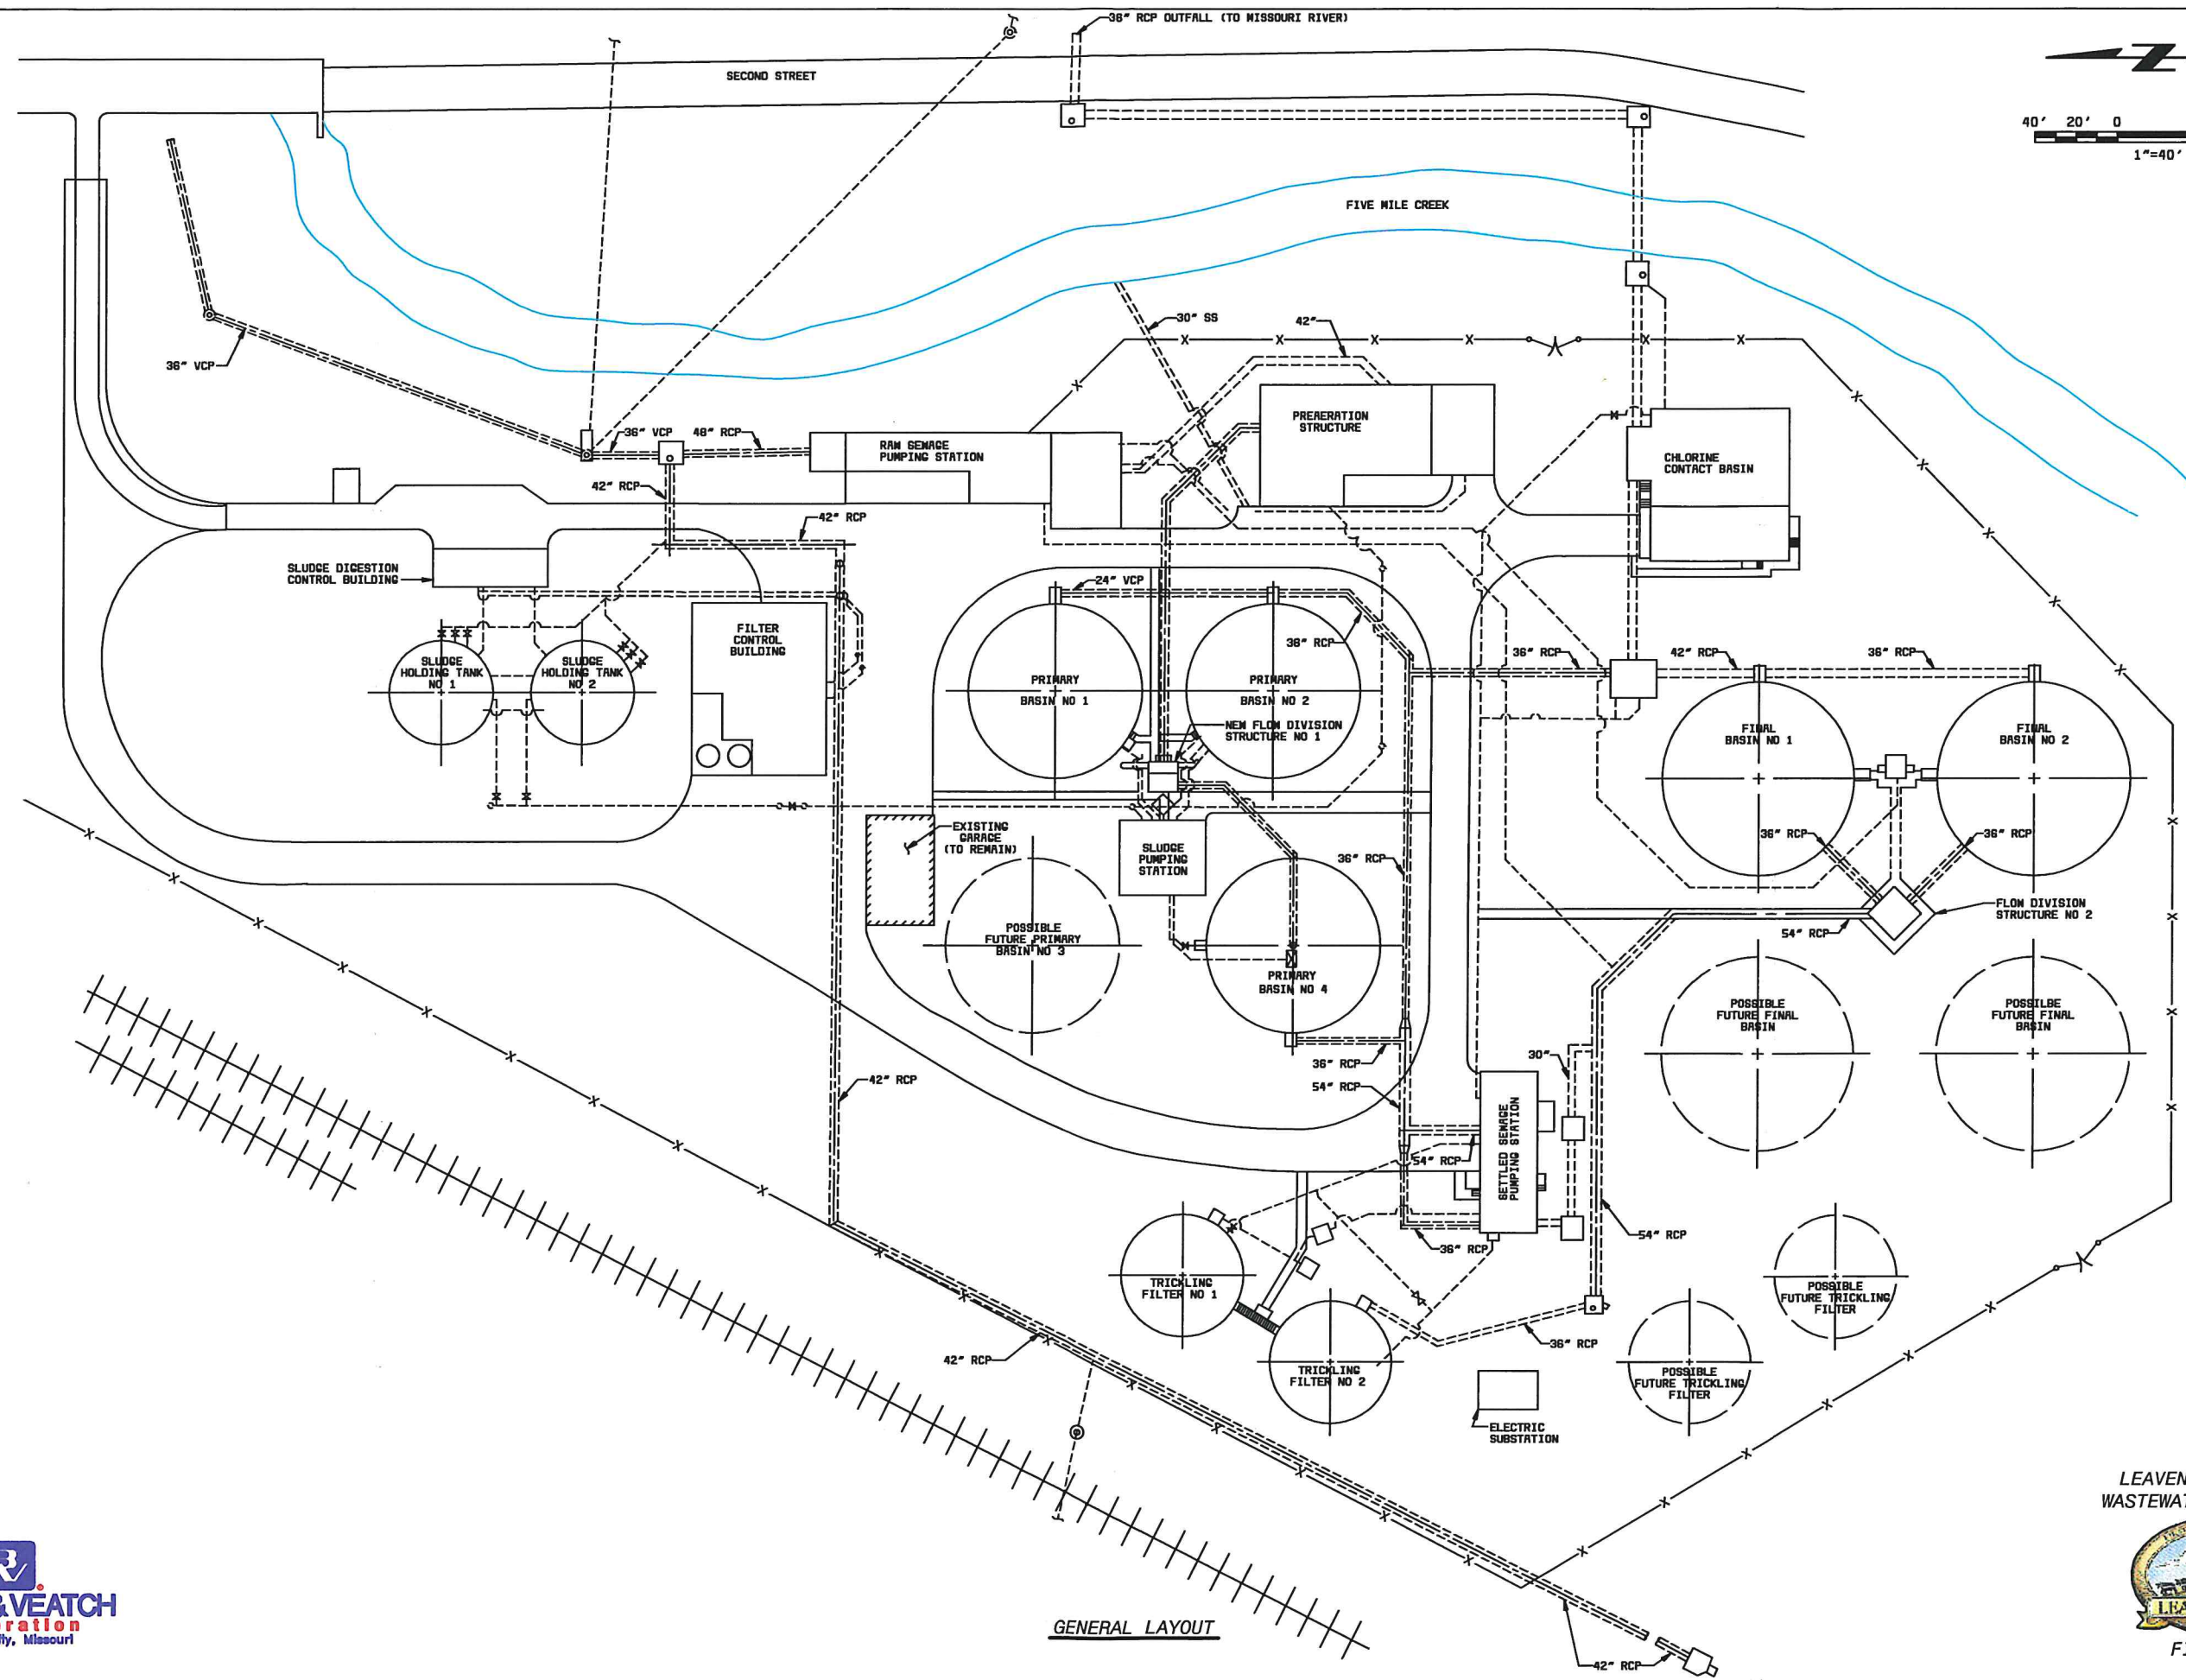 36" RCP OUTFALL (TO MISSOURI RIVER)
SECOND STREET
40' 20' 0
1"=40'
FIVE MILE CREEK
30" SS
42"
36" VCP
36" VCP
48" RCP
RAW SEWAGE
PUMPING STATION
PREAERATION
STRUCTURE
CHLORINE
CONTACT BASIN
42" RCP
42" RCP
SLUDGE DIGESTION
CONTROL BUILDING
24" VCP
FILTER
CONTROL
BUILDING
36" RCP
36" RCP
42" RCP
36" RCP
SLUDGE
HOLDING TANK
NO 1
SLUDGE
HOLDING TANK
NO 2
PRIMARY
BASIN NO 1
PRIMARY
BASIN NO 2
NEW FLOW DIVISION
STRUCTURE NO 1
FINAL
BASIN NO 1
FINAL
BASIN NO 2
EXISTING
GARAGE
(TO REMAIN)
SLUDGE
PUMPING
STATION
36" RCP
36" RCP
36" RCP
FLOW DIVISION
STRUCTURE NO 2
54" RCP
POSSIBLE
FUTURE PRIMARY
BASIN NO 3
PRIMARY
BASIN NO 4
POSSIBLE
FUTURE FINAL
BASIN
POSSILBE
FUTURE FINAL
BASIN
36" RCP
30"
42" RCP
54" RCP
SETTLED SEWAGE
PUMPING STATION
54" RCP
36" RCP
54" RCP
TRICKLING
FILTER NO 1
POSSIBLE
FUTURE TRICKLING
FILTER
36" RCP
42" RCP
TRICKLING
FILTER NO 2
POSSIBLE
FUTURE TRICKLING
FILTER
ELECTRIC
SUBSTATION
LEAVEN
WASTEWAT
B
V
&VEATCH
ration
ty, Missouri
GENERAL LAYOUT
42" RCP
LEA